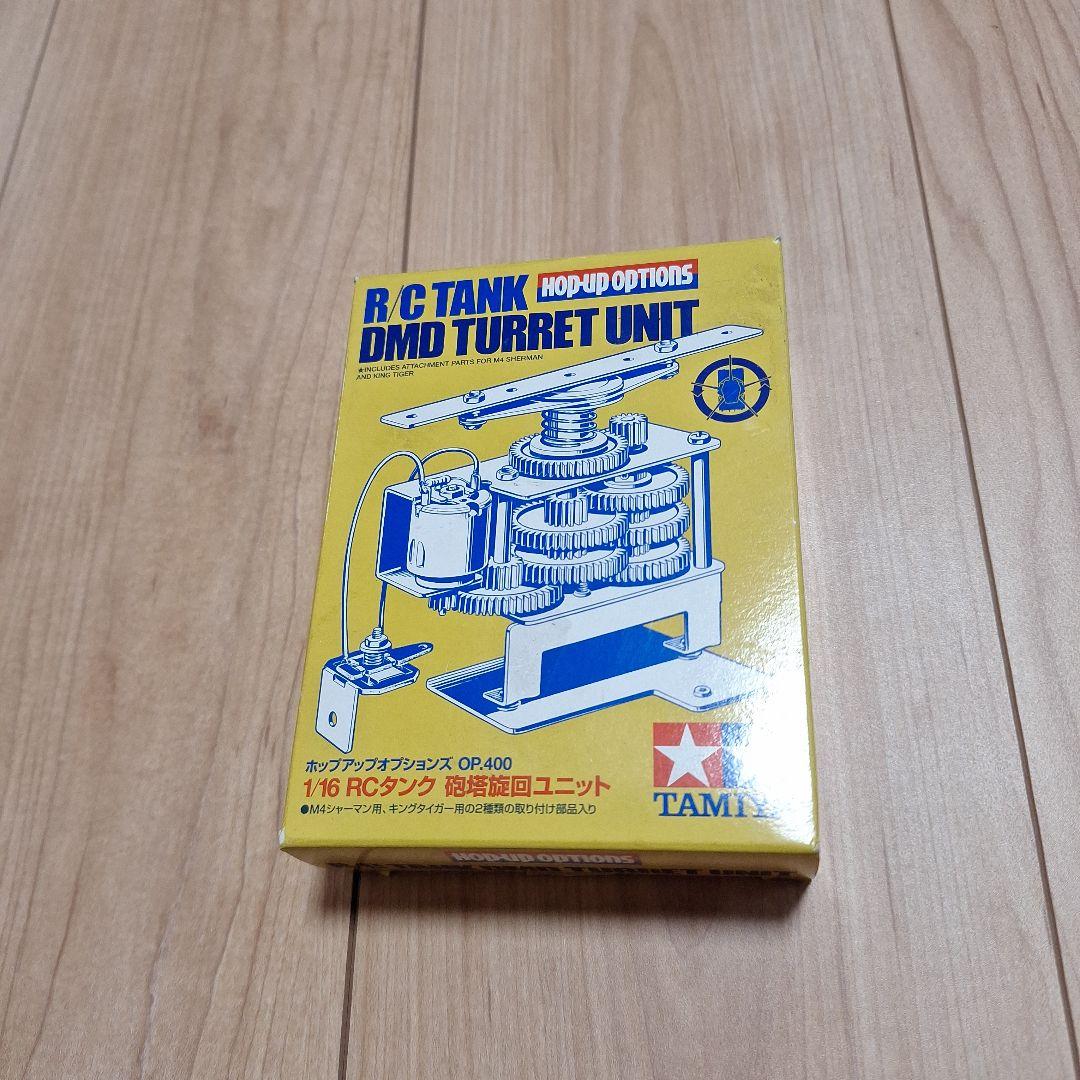 R/C TANK HOP-UP OPTIONS
DMD TURRET UNIT
★INCLUDES ATTACHMENT PARTS FOR M4 SHERMAN
AND KING TIGER
ホップアップオプションズ OP.400
1/16 RCタンク 砲塔旋回ユニット
●M4シャーマン用、キングタイガー用の2種類の取り付け部品入り
TAMIYA
HOP-UP OPTIONS